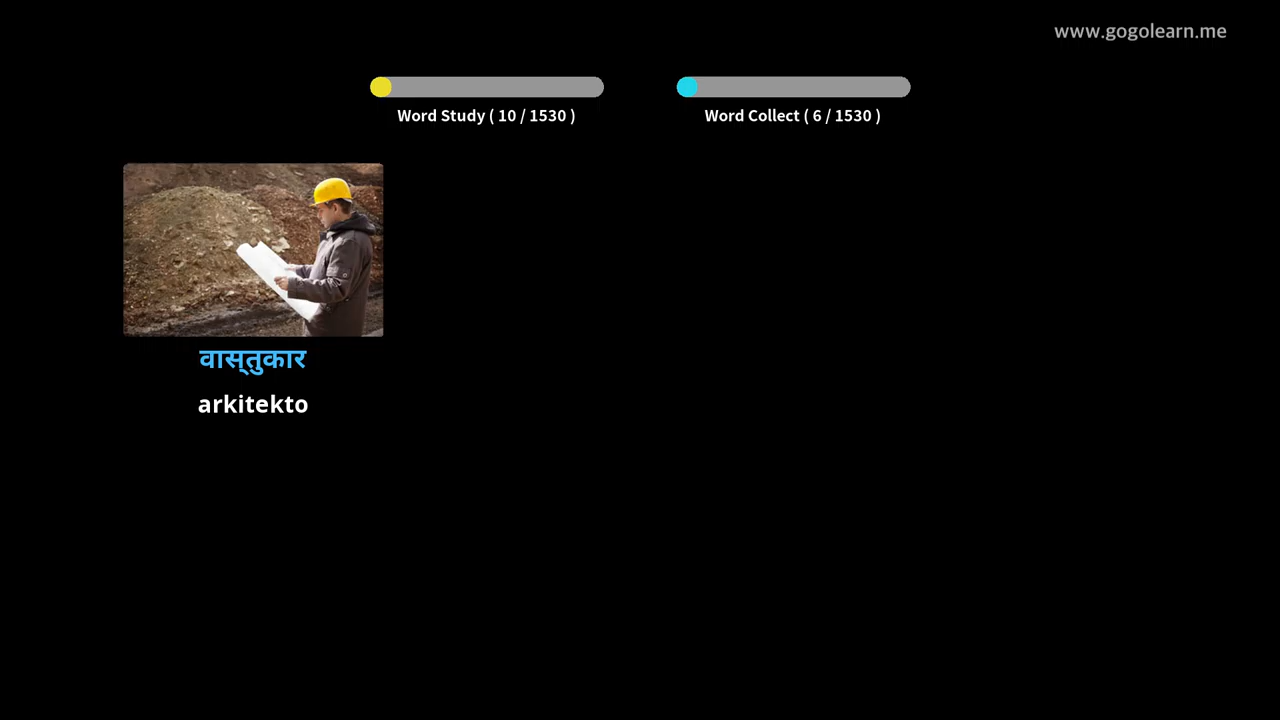 www.gogolearn.me
Word Study ( 10 / 1530 )
Word Collect ( 6 / 1530 )
वास्तुकार
arkitekto